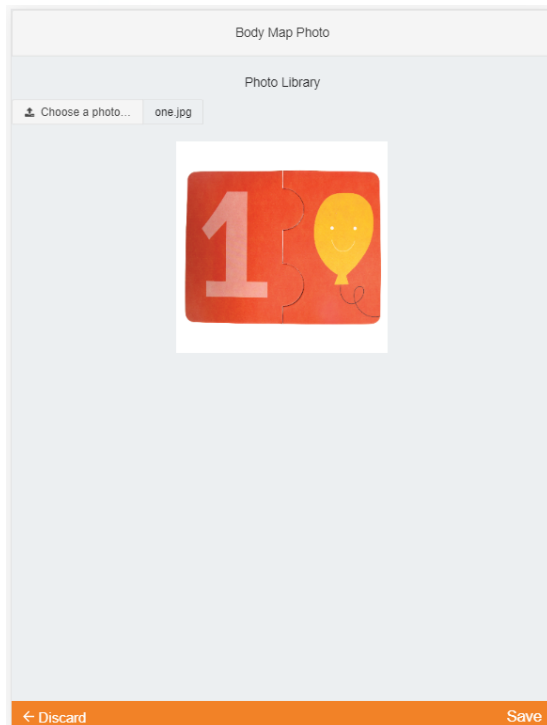 Body Map Photo
Photo Library
Choose a photo... one.jpg
1
← Discard Save